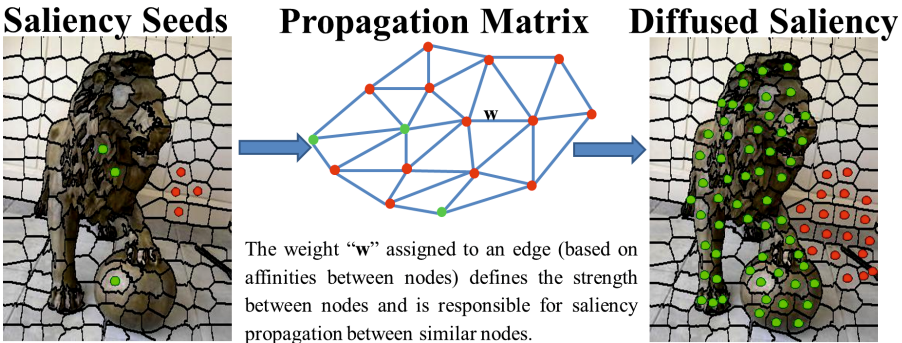 Saliency Seeds
Propagation Matrix
Diffused Saliency
w
The weight “w” assigned to an edge (based on
affinities between nodes) defines the strength
between nodes and is responsible for saliency
propagation between similar nodes.